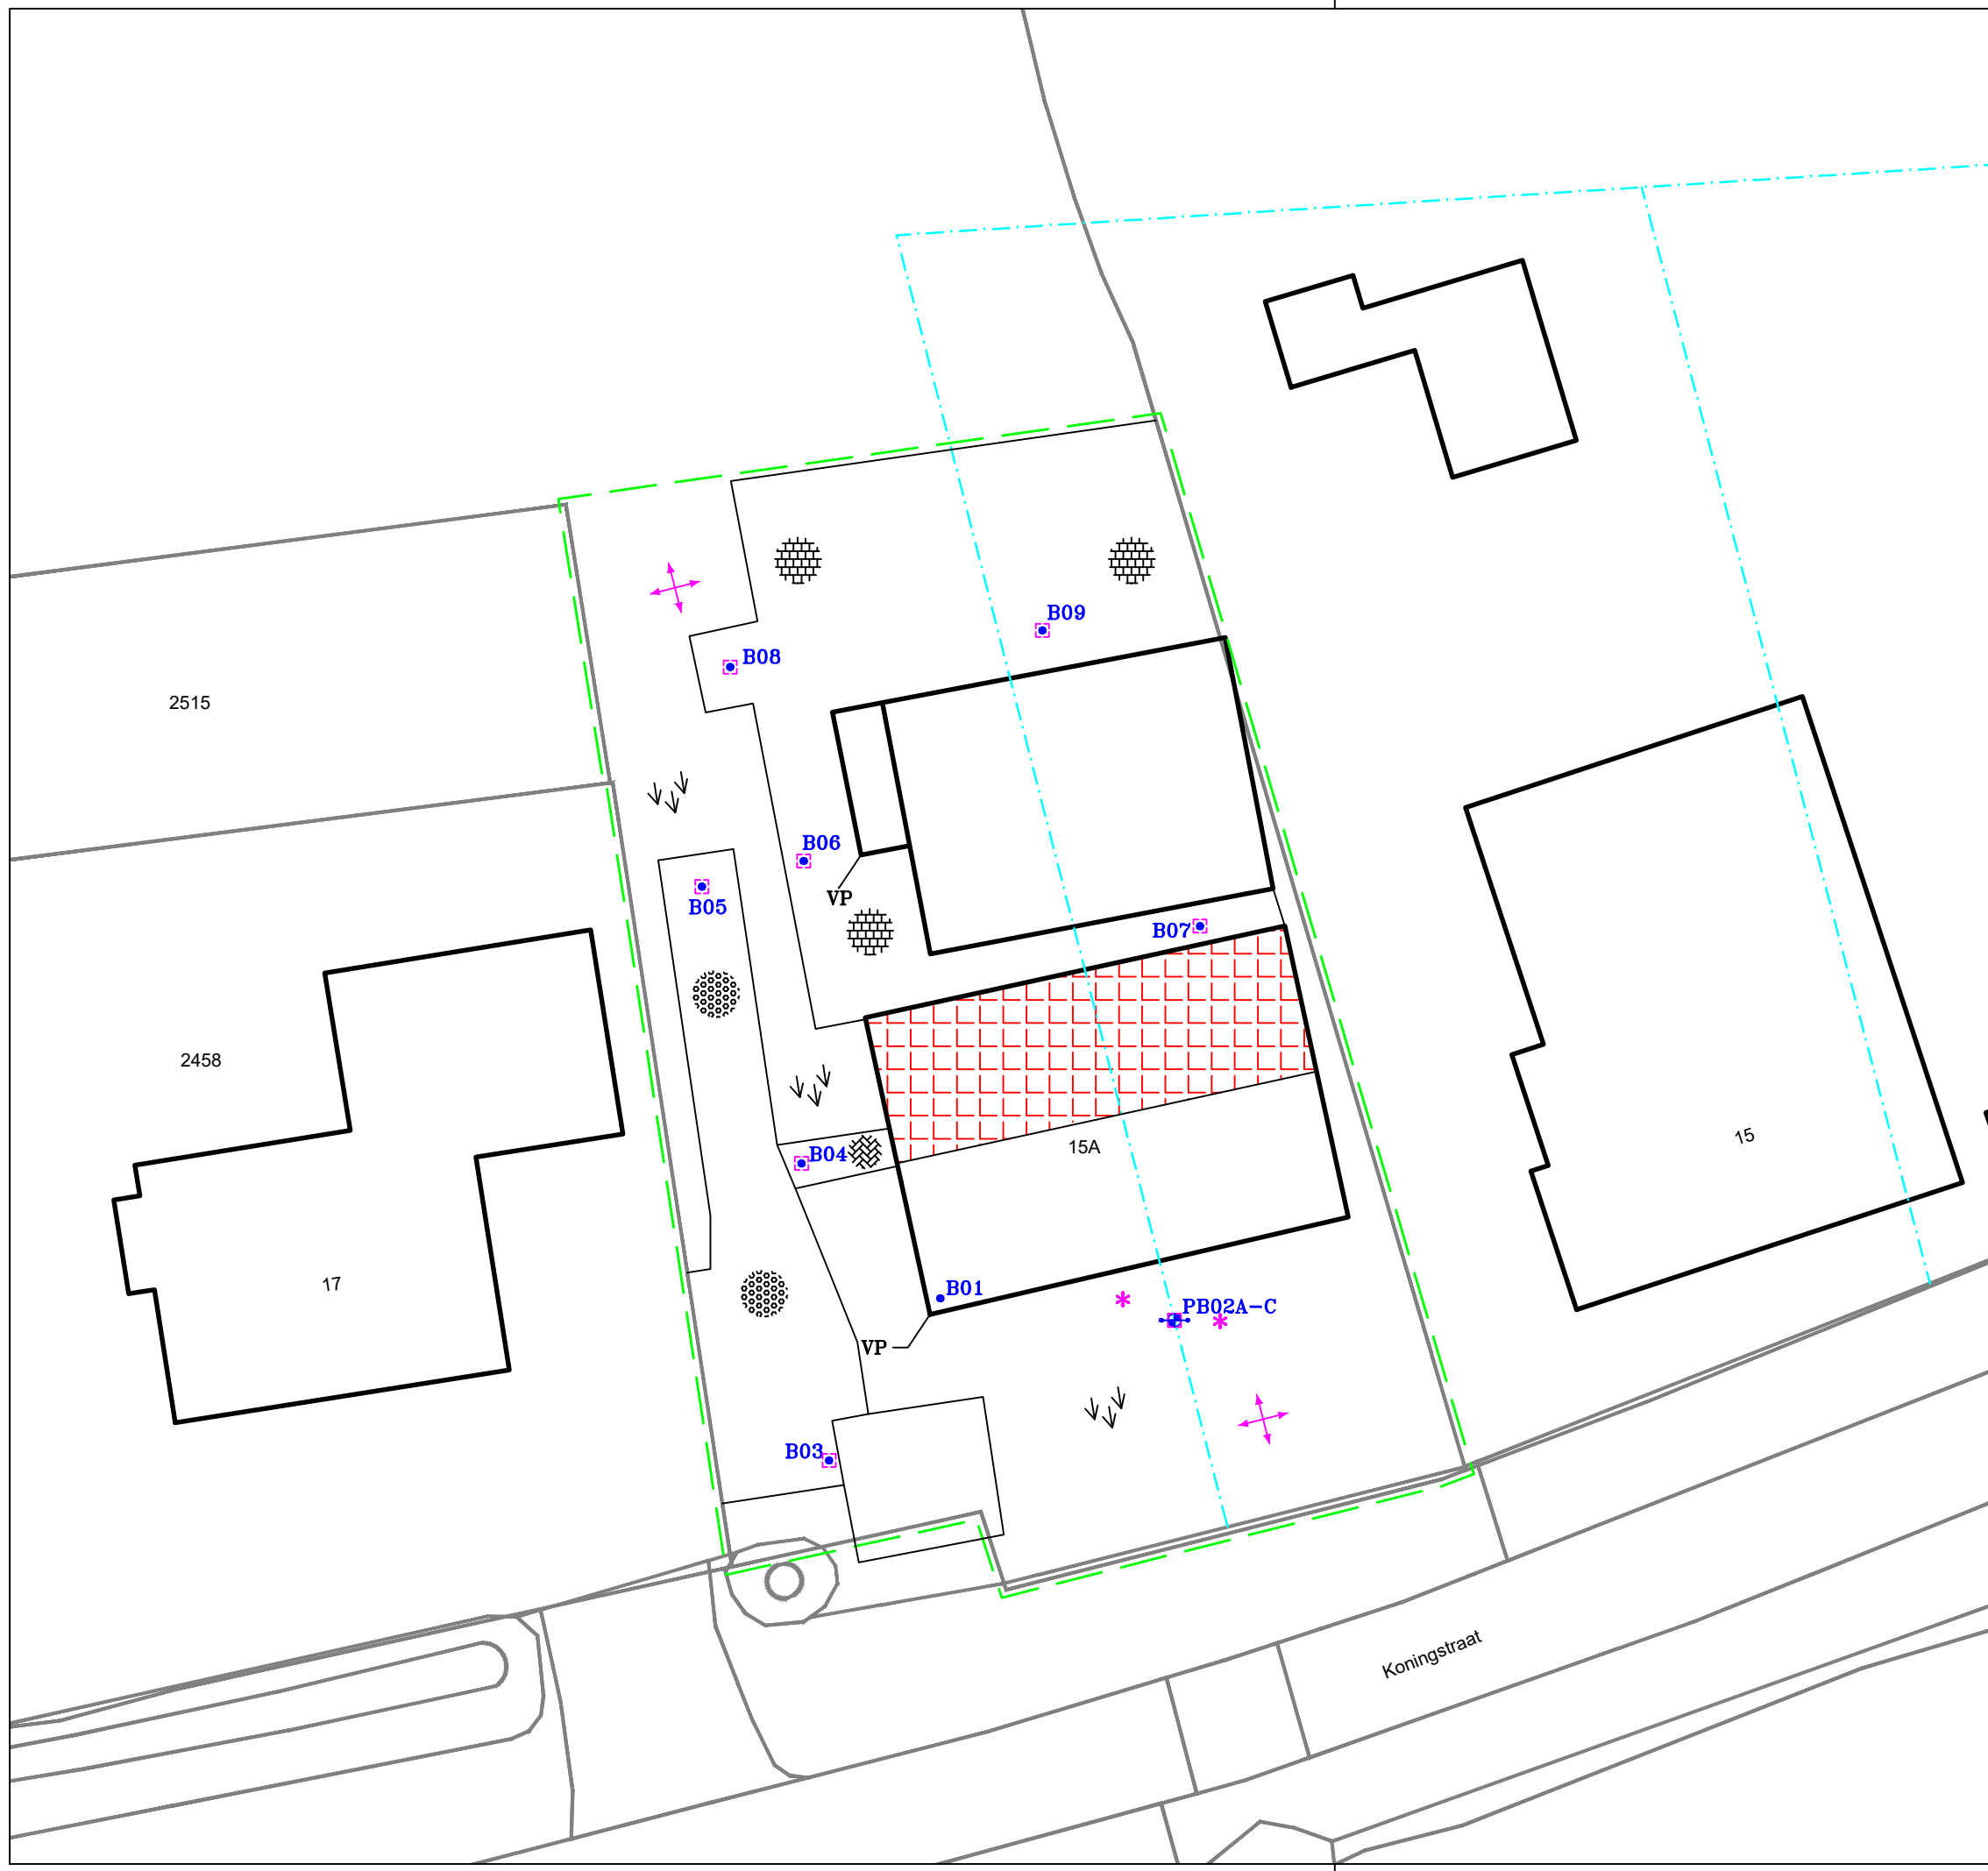 B09
B08
2515
B06
VP
B05
B07
2458
15
15A
B04
17
B01
PB02A-C
VP
B03
Koningstraat